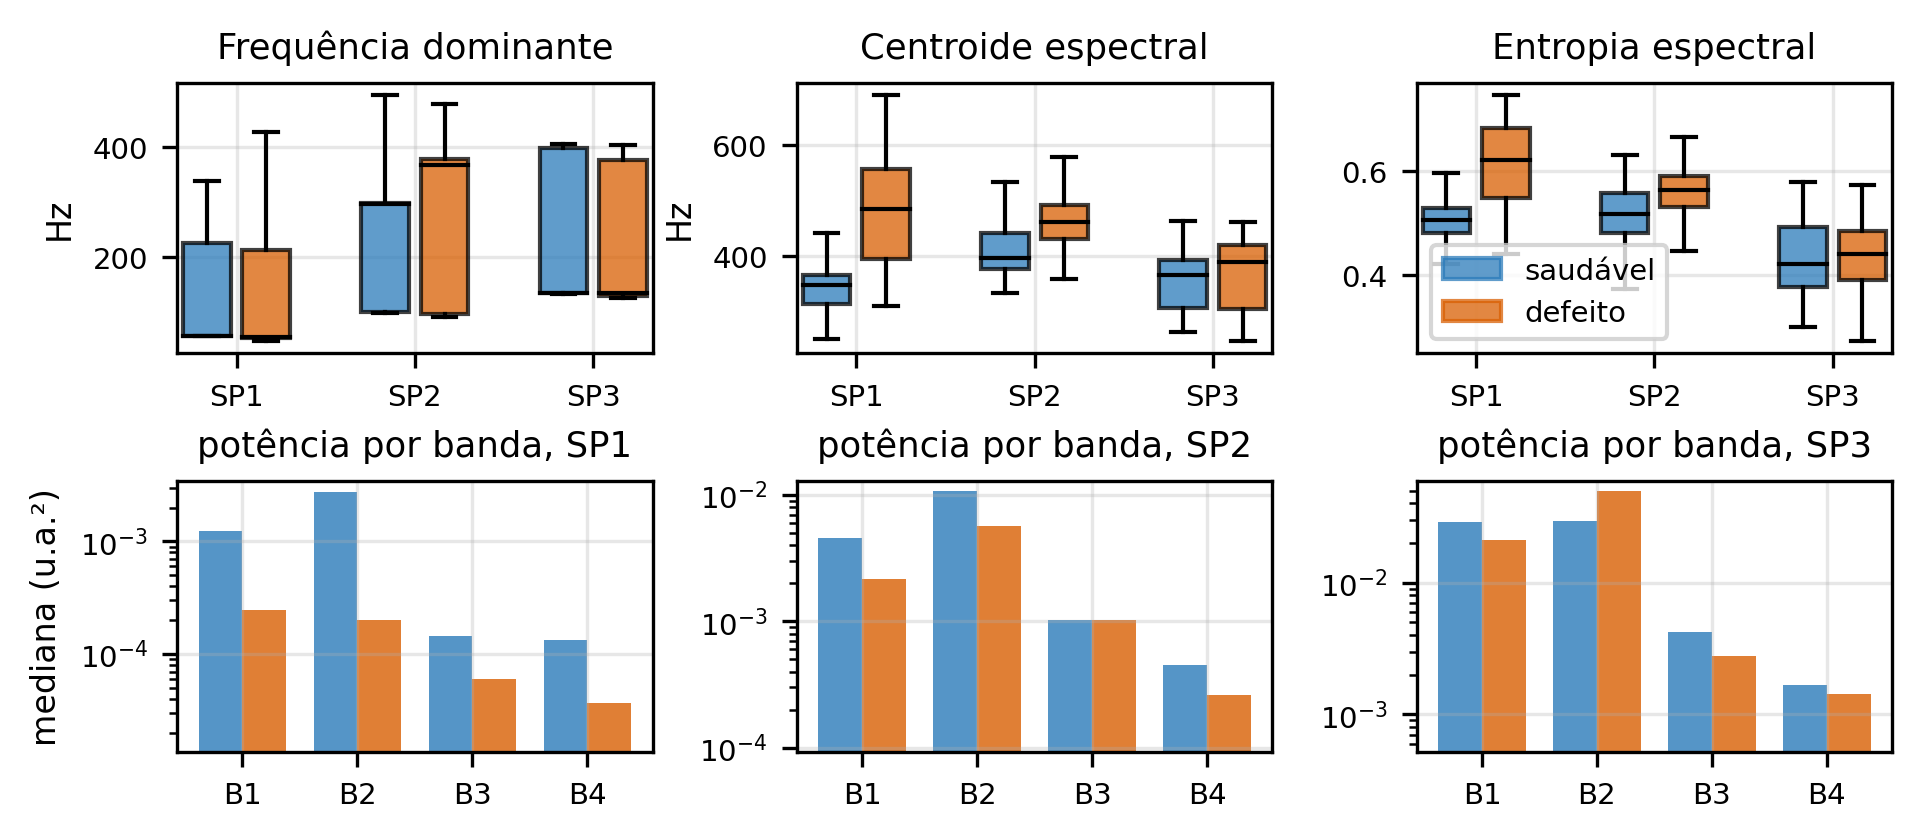 Frequência dominante
Hz
400
200
SP1 SP2 SP3
Centroide espectral
Hz
600
400
SP1 SP2 SP3
Entropia espectral
0.6
0.4
saudável
defeito
SP1 SP2 SP3
potência por banda, SP1
mediana (u.a.²)
10⁻³
10⁻⁴
B1 B2 B3 B4
potência por banda, SP2
10⁻²
10⁻³
10⁻⁴
B1 B2 B3 B4
potência por banda, SP3
10⁻²
10⁻³
B1 B2 B3 B4